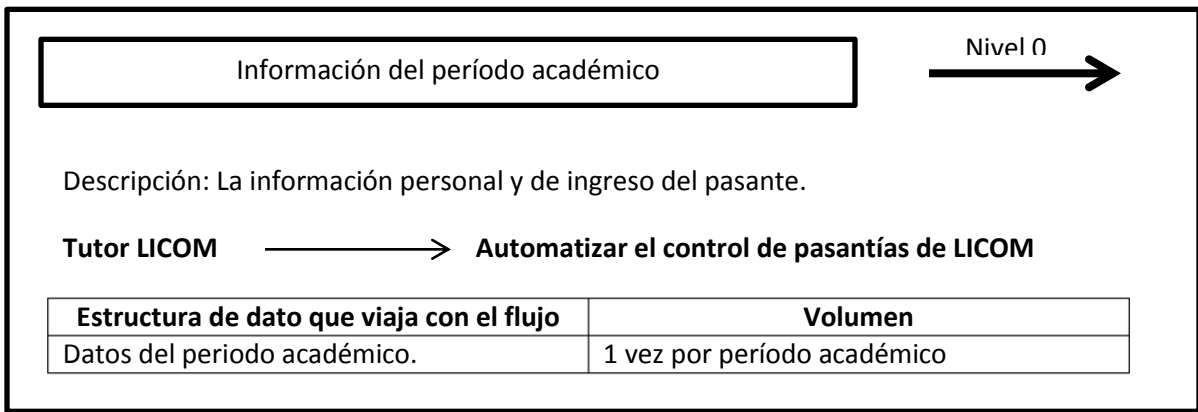 Información del período académico
Nivel 0
Descripción: La información personal y de ingreso del pasante.
Tutor LICOM Automatizar el control de pasantías de LICOM
Estructura de dato que viaja con el flujo Volumen
Datos del periodo académico. 1 vez por período académico